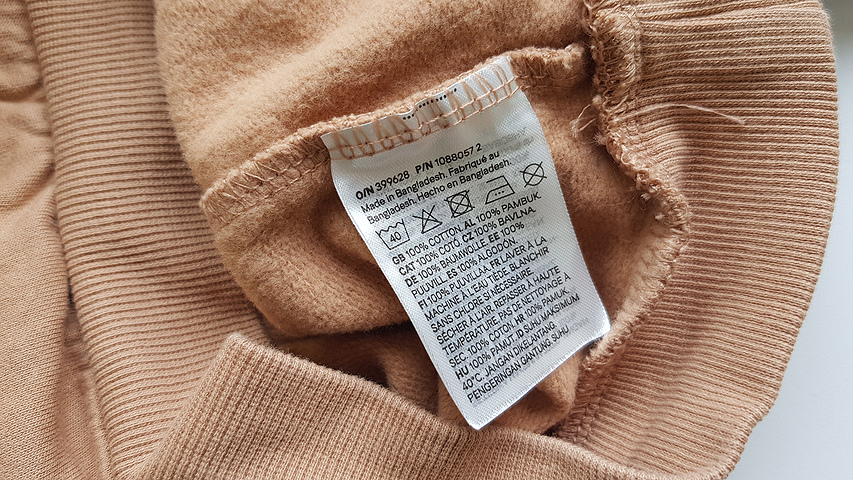 O/N 399628 P/N 1088057 2
Made in Bangladesh. Fabriqué au
Bangladesh. Hecho en Bangladesh.
40
GB 100% COTTON. AL 100% PAMBUK.
CAT 100% COTÓ. CZ 100% BAVLNA.
DE 100% BAUMWOLLE. EE 100%
PUUVILL. ES 100% ALGODÓN.
FI 100% PUUVILLAA FR LAVER À LA
MACHINE À L'EAU TIÈDE. BLANCHIR
SANS CHLORE SI NÉCESSAIRE.
SÉCHER À L'AIR. REPASSER À HAUTE
TEMPÉRATURE. PAS DE NETTOYAGE À
SEC. 100% COTON. HR 100% PAMUK.
HU 100% PAMUT. ID SUHU MAKSIMUM
40°C. JANGAN DIKELANTANG.
PENGERINGAN GANTUNG SUHU